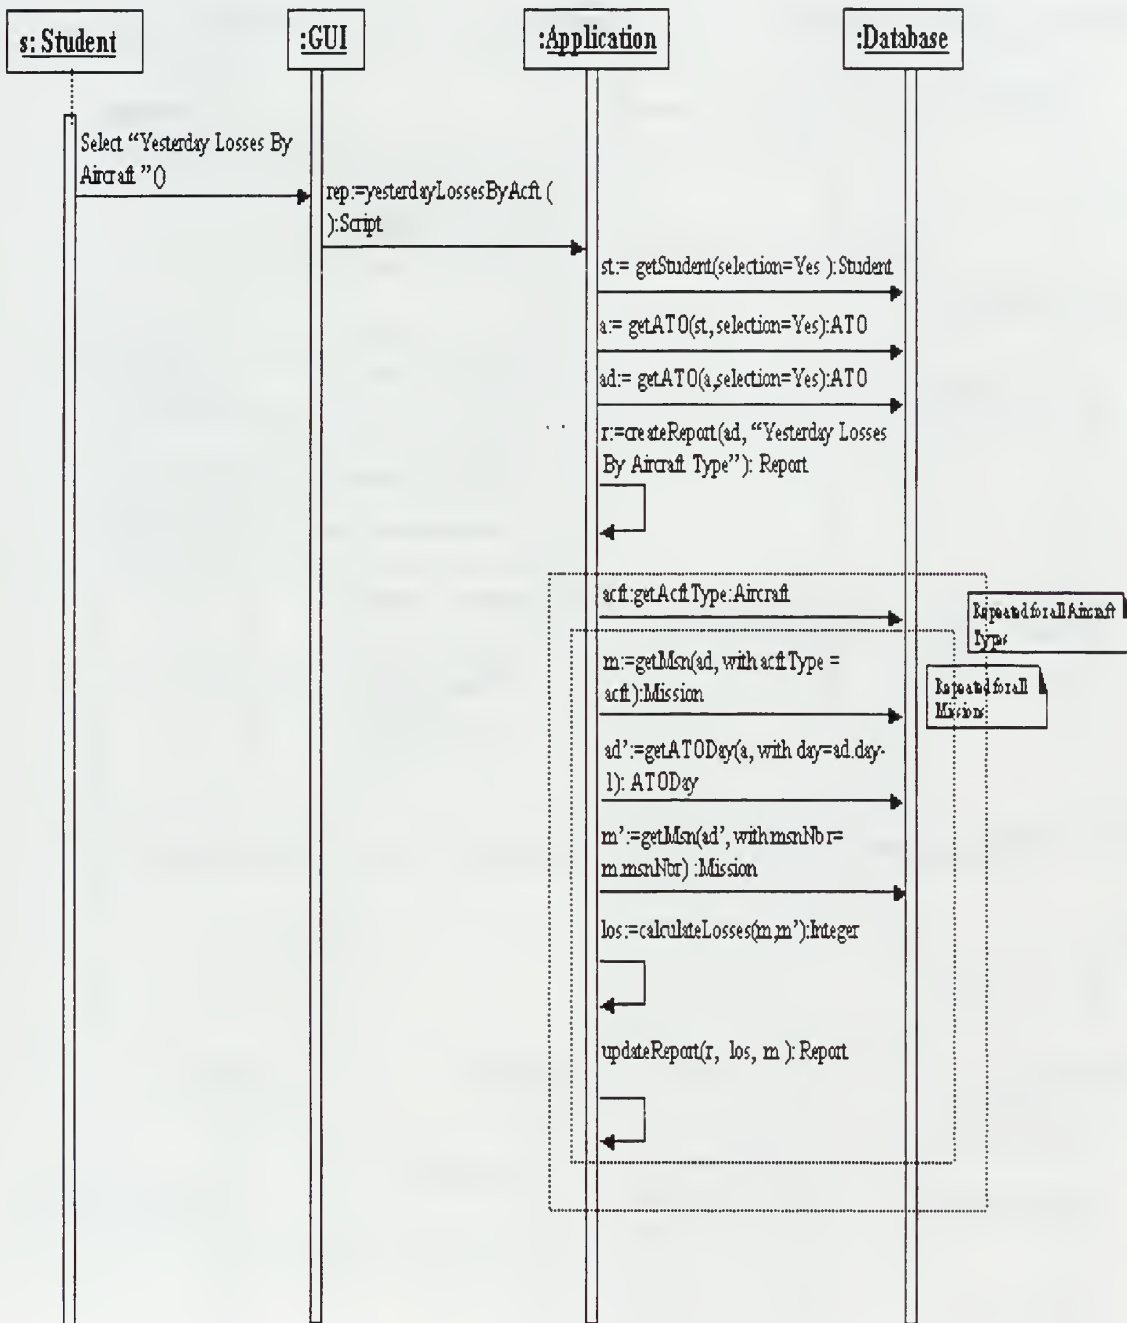 s: Student
:GUI
:Application
:Database
Select “Yesterday Losses By
Aircraft ”()
rep:=yesterdayLossesByAcft (
):Script
st:= getStudent(selection=Yes ):Student
a:= getATO(st, selection=Yes):ATO
ad:= getATO(a,selection=Yes):ATO
r:=createReport(ad, “Yesterday Losses
By Aircraft Type”): Report
acft:getAcftType:Aircraft
Repeated for all Aircraft
Types
m:=getMsn(ad, with acftType =
acft):Mission
Repeated for all
Missions
ad’:=getATODay(a, with day=ad.day-
1): ATODay
m’:=getMsn(ad’, with msnNbr=
m.msnNbr) :Mission
los:=calculateLosses(m,m’):Integer
updateReport(r, los, m ): Report